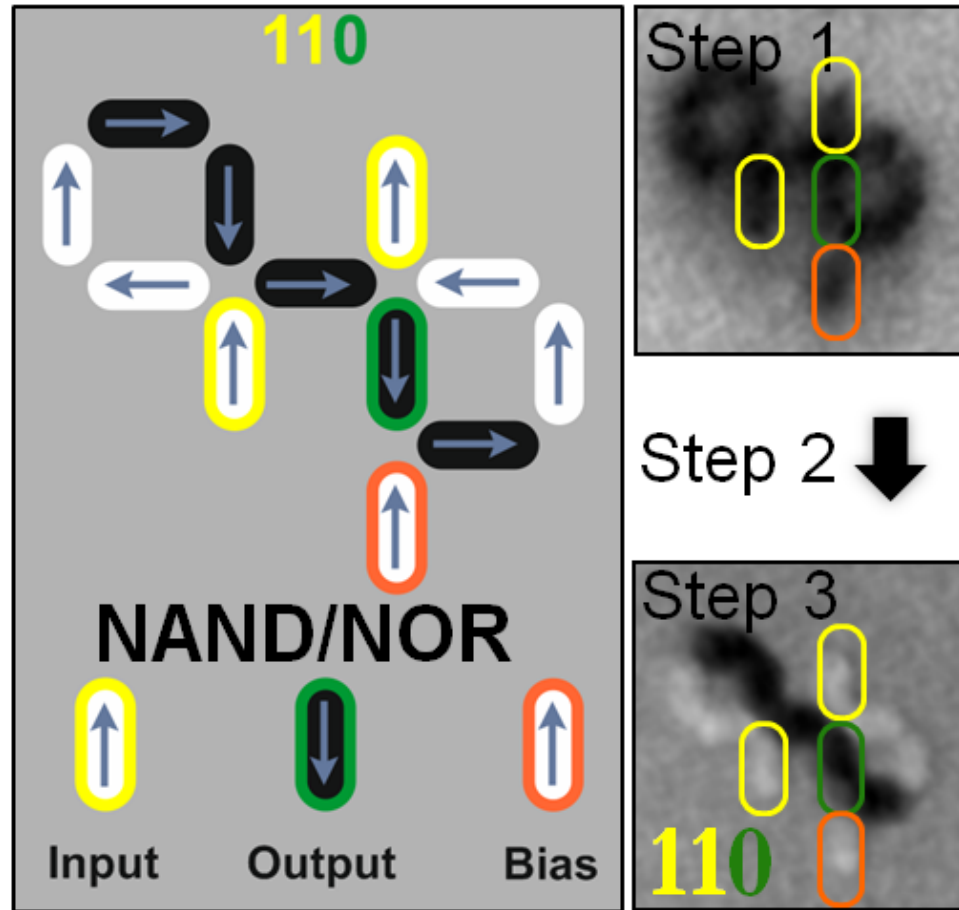 110
NAND/NOR
Input Output Bias
Step 1
Step 2
Step 3
110